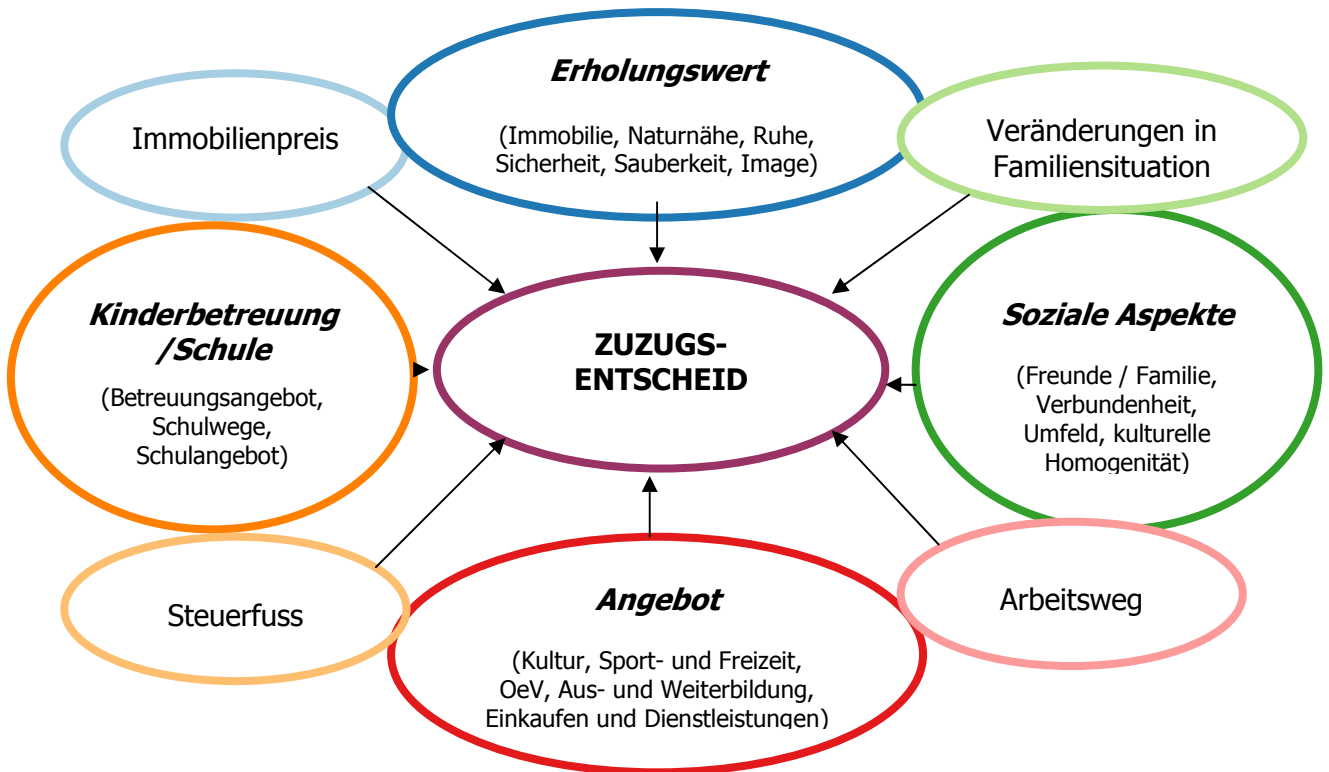 Erholungswert
(Immobilie, Naturnähe, Ruhe,
Sicherheit, Sauberkeit, Image)
Immobilienpreis
Veränderungen in
Familiensituation
Kinderbetreuung
/Schule
(Betreuungsangebot,
Schulwege,
Schulangebot)
ZUZUGS-
ENTSCHEID
Soziale Aspekte
(Freunde / Familie,
Verbundenheit,
Umfeld, kulturelle
Homogenität)
Steuerfuss
Angebot
(Kultur, Sport- und Freizeit,
OeV, Aus- und Weiterbildung,
Einkaufen und Dienstleistungen)
Arbeitsweg